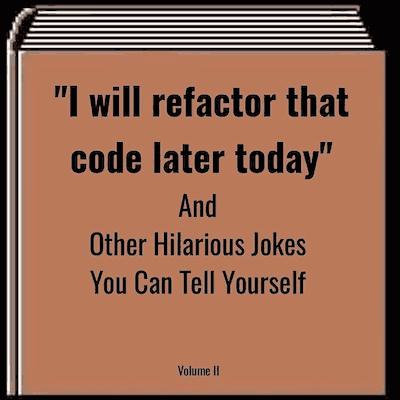 "I will refactor that
code later today"
And
Other Hilarious Jokes
You Can Tell Yourself
Volume II